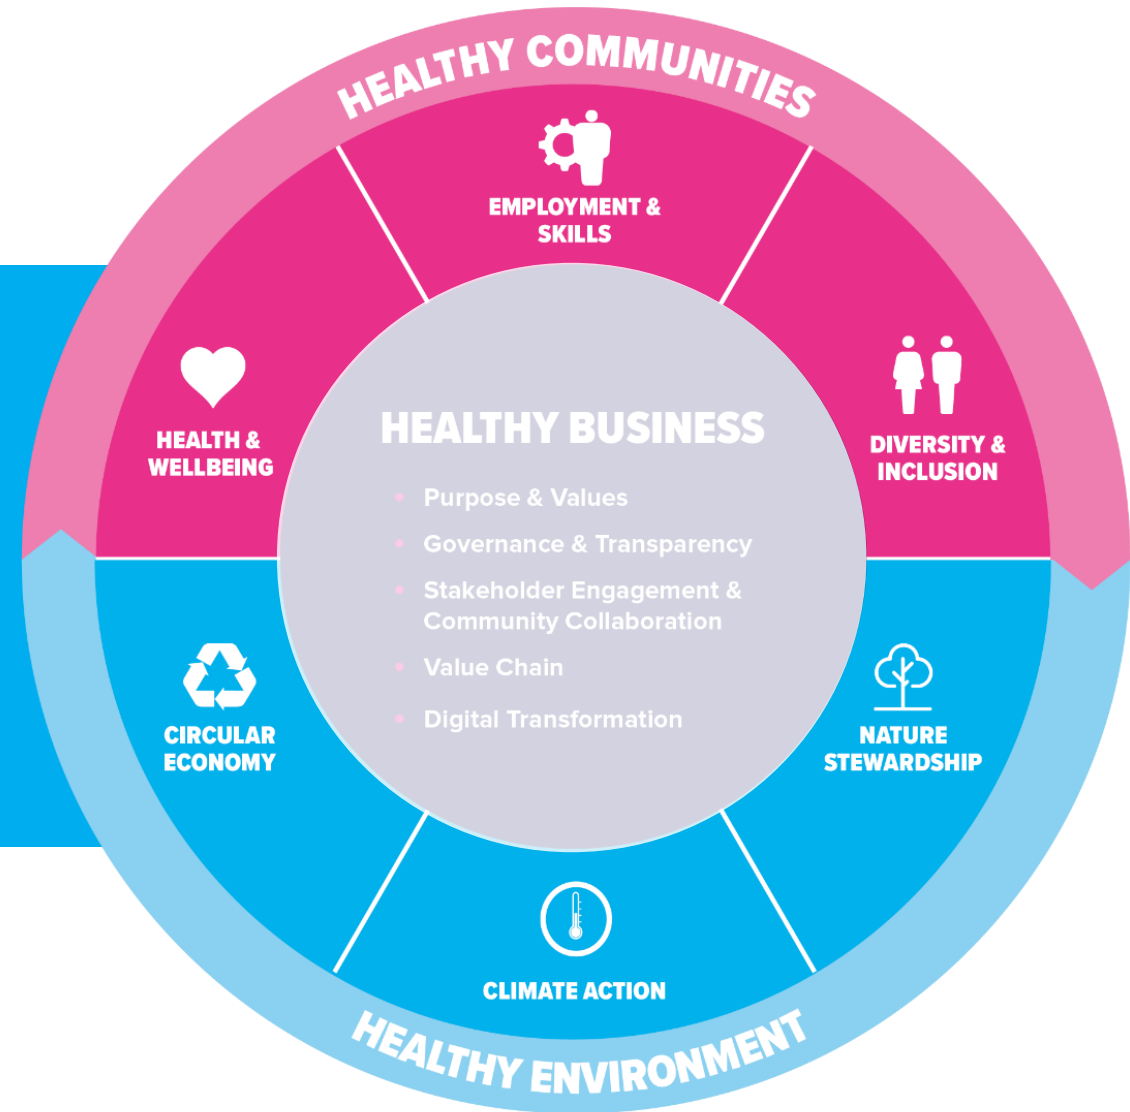 HEALTHY COMMUNITIES
EMPLOYMENT &
SKILLS
HEALTH &
WELLBEING
DIVERSITY &
INCLUSION
HEALTHY BUSINESS
• Purpose & Values
• Governance & Transparency
• Stakeholder Engagement &
Community Collaboration
• Value Chain
• Digital Transformation
CIRCULAR
ECONOMY
NATURE
STEWARDSHIP
CLIMATE ACTION
HEALTHY ENVIRONMENT